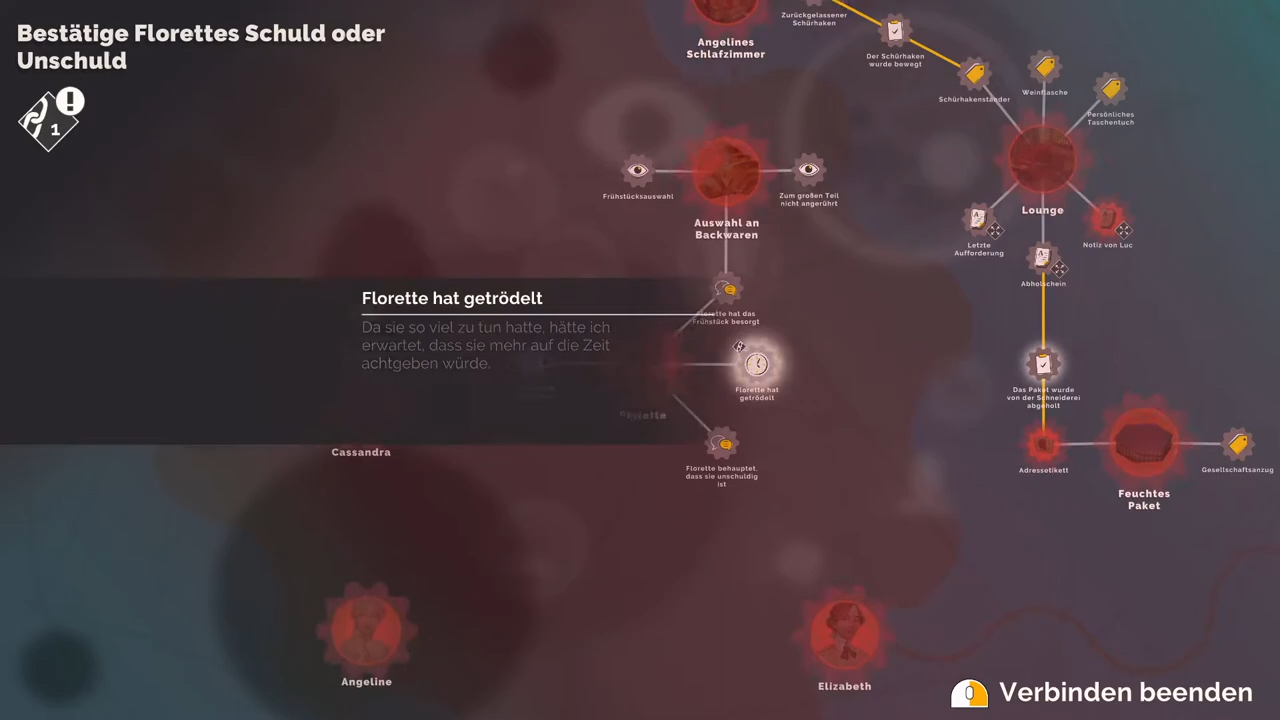 Bestätige Florettes Schuld oder
Unschuld
1
Angelines
Schlafzimmer
Zurückgelassener
Schürhaken
Der Schürhaken
wurde bewegt
Schürhakenständer
Weinflasche
Persönliches
Taschentuch
Frühstücksauswahl
Zum großen Teil
nicht angerührt
Auswahl an
Backwaren
Lounge
Letzte
Aufforderung
Notiz von Luc
Abholschein
Florette hat getrödelt
Da sie so viel zu tun hatte, hätte ich
erwartet, dass sie mehr auf die Zeit
achtgeben würde.
Florette hat das
Frühstück besorgt
Florette hat
getrödelt
Das Paket wurde
von der Schneiderei
abgeholt
Cassandra
Florette behauptet,
dass sie unschuldig
ist
Adressetikett
Gesellschaftsanzug
Feuchtes
Paket
Angeline
Elizabeth
Verbinden beenden